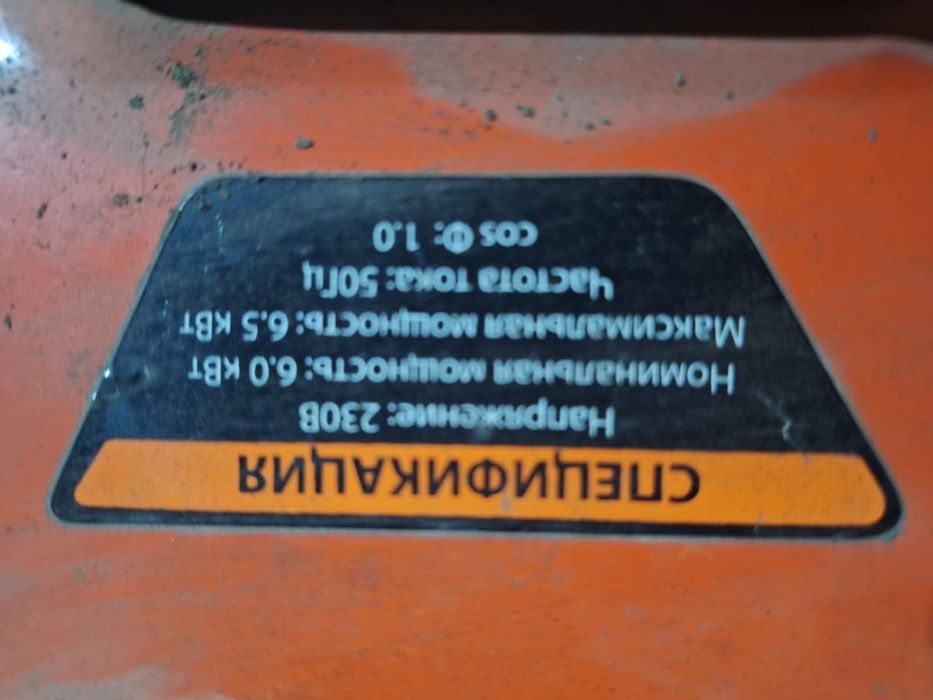 СПЕЦИФИКАЦИЯ
Напряжение: 230В
Номинальная мощность: 6.0 кВт
Максимальная мощность: 6.5 кВт
Частота тока: 50Гц
cos Ф: 1.0